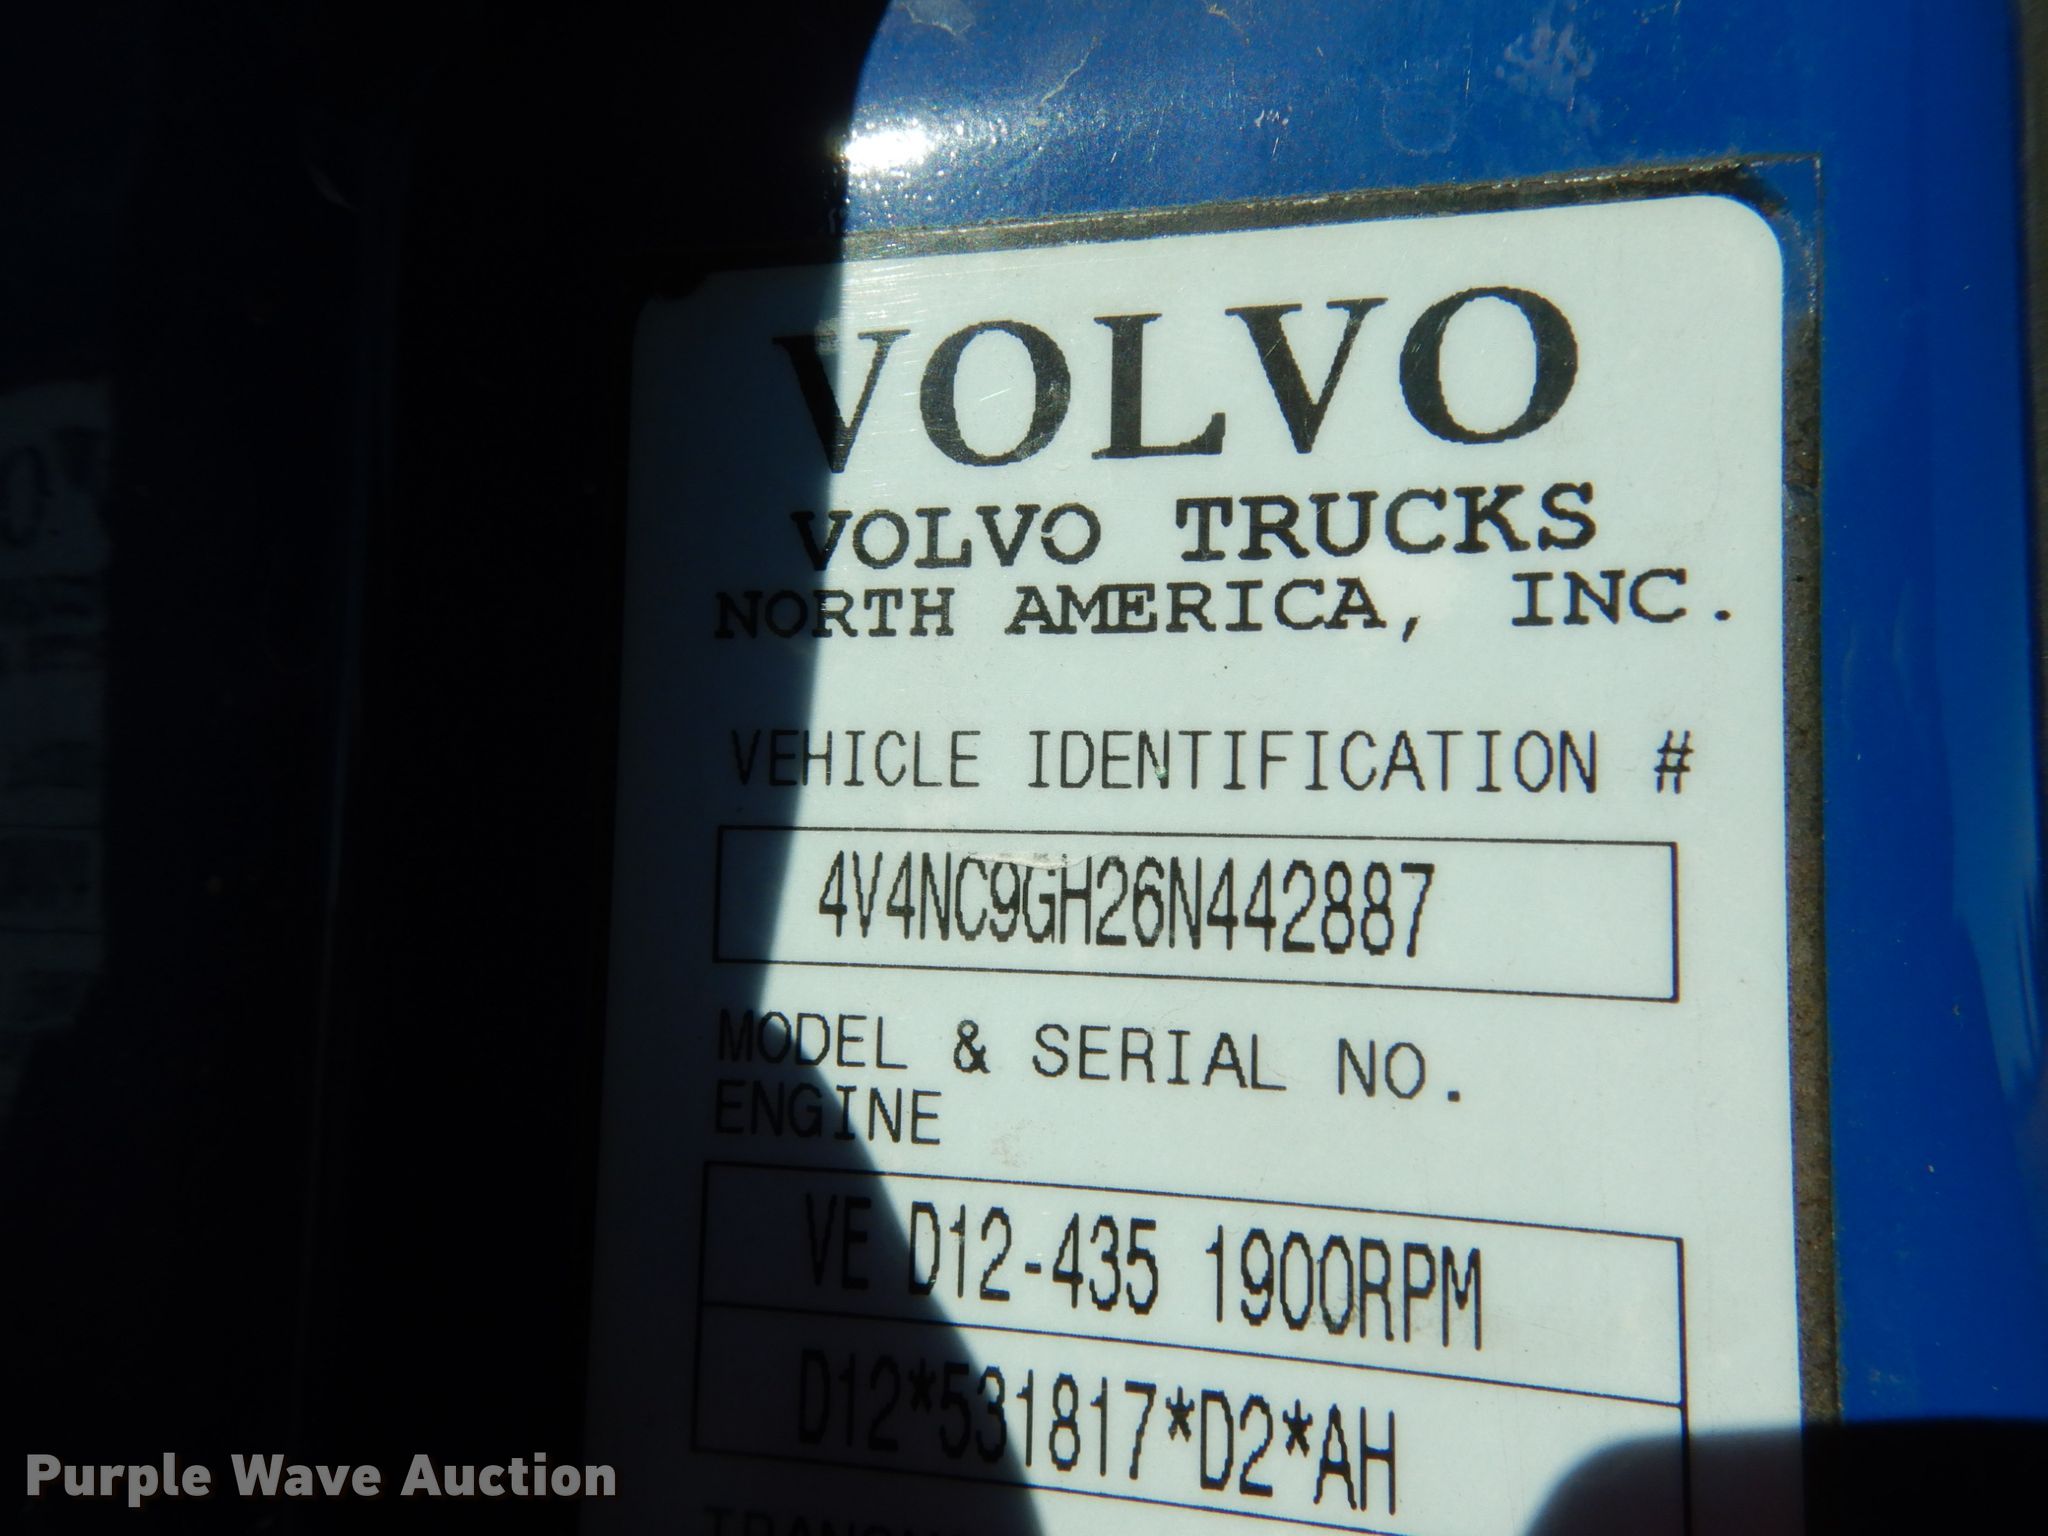 VOLVO
VOLVO TRUCKS
NORTH AMERICA, INC.
VEHICLE IDENTIFICATION #
4V4NC9GH26N442887
MODEL & SERIAL NO.
ENGINE
VE D12-435 1900RPM
D12*531817*D2*AH
Purple Wave Auction